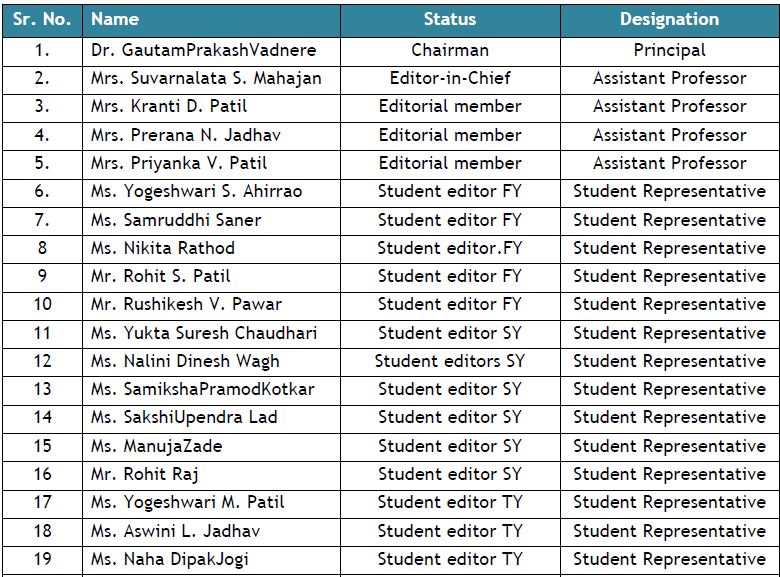 Sr. No. Name Status Designation
1. Dr. GautamPrakashVadnere Chairman Principal
2. Mrs. Suvarnalata S. Mahajan Editor-in-Chief Assistant Professor
3. Mrs. Kranti D. Patil Editorial member Assistant Professor
4. Mrs. Prerana N. Jadhav Editorial member Assistant Professor
5. Mrs. Priyanka V. Patil Editorial member Assistant Professor
6. Ms. Yogeshwari S. Ahirrao Student editor FY Student Representative
7. Ms. Samruddhi Saner Student editor FY Student Representative
8 Ms. Nikita Rathod Student editor.FY Student Representative
9 Mr. Rohit S. Patil Student editor FY Student Representative
10 Mr. Rushikesh V. Pawar Student editor FY Student Representative
11 Ms. Yukta Suresh Chaudhari Student editor SY Student Representative
12 Ms. Nalini Dinesh Wagh Student editors SY Student Representative
13 Ms. SamikshaPramodKotkar Student editor SY Student Representative
14 Ms. SakshiUpendra Lad Student editor SY Student Representative
15 Ms. ManujaZade Student editor SY Student Representative
16 Mr. Rohit Raj Student editor SY Student Representative
17 Ms. Yogeshwari M. Patil Student editor TY Student Representative
18 Ms. Aswini L. Jadhav Student editor TY Student Representative
19 Ms. Naha DipakJogi Student editor TY Student Representative